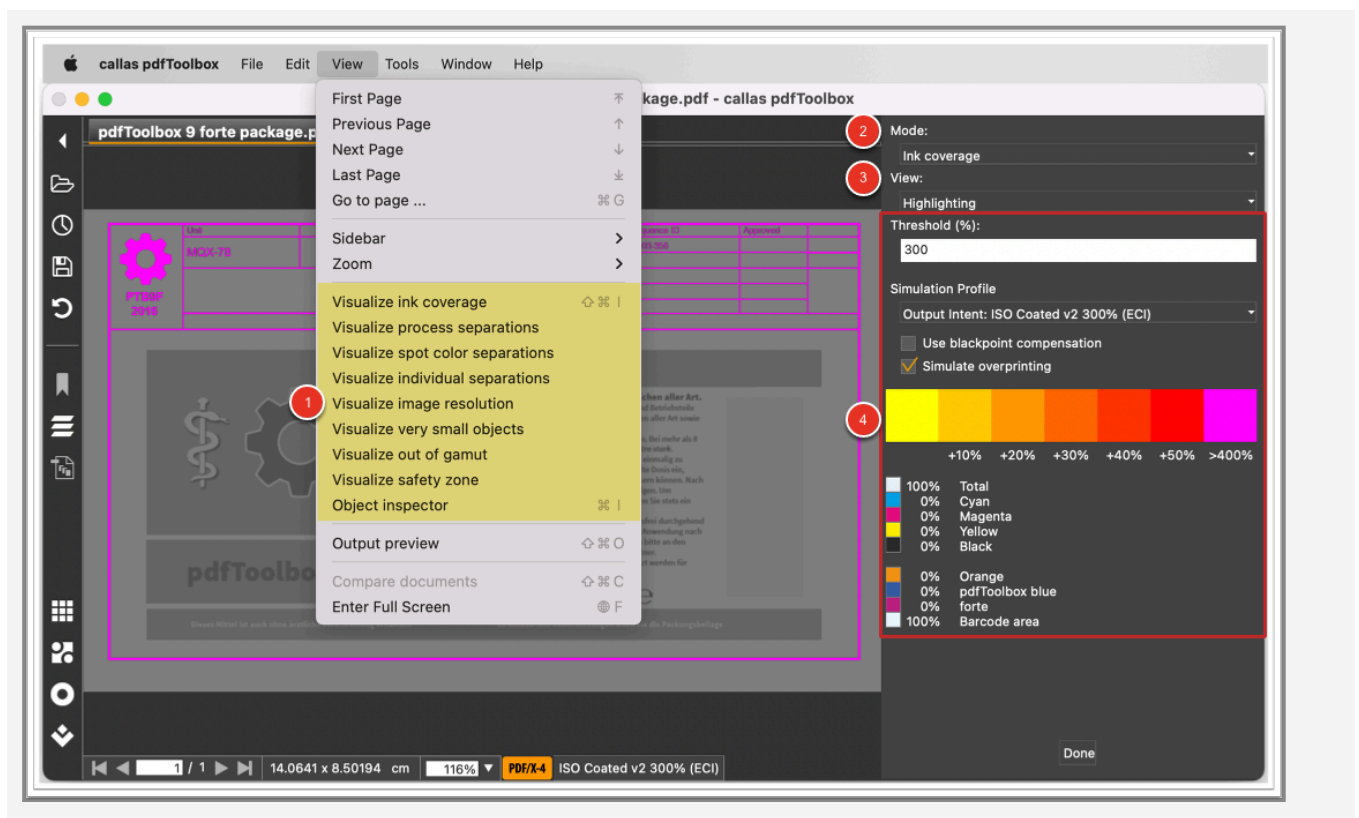 callas pdfToolbox File Edit View Tools Window Help
kage.pdf - callas pdfToolbox
pdfToolbox 9 forte package.p
First Page
Previous Page
Next Page
Last Page
Go to page ... ⌘ G
Sidebar
Zoom
Visualize ink coverage ⇧ ⌘ I
Visualize process separations
Visualize spot color separations
Visualize individual separations
1
Visualize image resolution
Visualize very small objects
Visualize out of gamut
Visualize safety zone
Object inspector ⌘ I
Output preview ⇧ ⌘ O
Compare documents ⇧ ⌘ C
Enter Full Screen F
MQX-78
Approved
2018
pdfToolbo
chen aller Art.
2
Mode:
Ink coverage
3
View:
Highlighting
Threshold (%):
300
Simulation Profile
Output Intent: ISO Coated v2 300% (ECI)
Use blackpoint compensation
Simulate overprinting
4
+10% +20% +30% +40% +50% >400%
100% Total
0% Cyan
0% Magenta
0% Yellow
0% Black
0% Orange
0% pdfToolbox blue
0% forte
100% Barcode area
Done
1 / 1 14.0641 x 8.50194 cm 116% PDF/X-4 ISO Coated v2 300% (ECI)